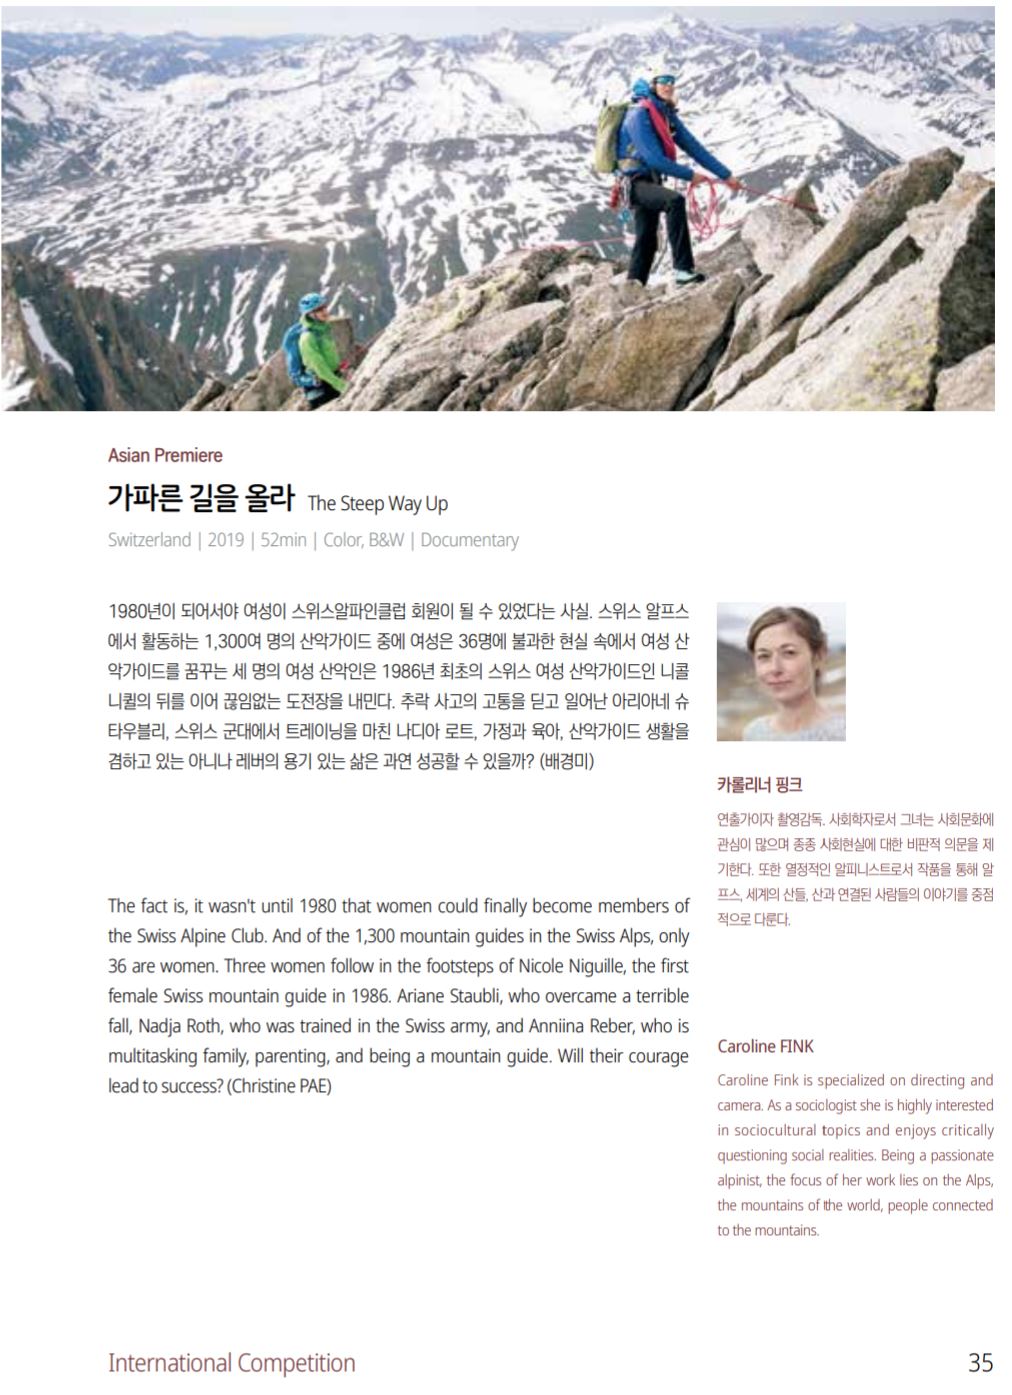 Asian Premiere
가파른 길을 올라 The Steep Way Up
Switzerland | 2019 | 52min | Color, B&W | Documentary
1980년이 되어서야 여성이 스위스알파인클럽 회원이 될 수 있었다는 사실. 스위스 알프스
에서 활동하는 1,300여 명의 산악가이드 중에 여성은 36명에 불과한 현실 속에서 여성 산
악가이드를 꿈꾸는 세 명의 여성 산악인은 1986년 최초의 스위스 여성 산악가이드인 니콜
니퀼의 뒤를 이어 끊임없는 도전장을 내민다. 추락 사고의 고통을 딛고 일어난 아리아네 슈
타우블리, 스위스 군대에서 트레이닝을 마친 나디아 로트, 가정과 육아, 산악가이드 생활을
겸하고 있는 아니나 레버의 용기 있는 삶은 과연 성공할 수 있을까? (배경미)
The fact is, it wasn't until 1980 that women could finally become members of
the Swiss Alpine Club. And of the 1,300 mountain guides in the Swiss Alps, only
36 are women. Three women follow in the footsteps of Nicole Niguille, the first
female Swiss mountain guide in 1986. Ariane Staubli, who overcame a terrible
fall, Nadja Roth, who was trained in the Swiss army, and Anniina Reber, who is
multitasking family, parenting, and being a mountain guide. Will their courage
lead to success? (Christine PAE)
카롤리너 핑크
연출가이자 촬영감독. 사회학자로서 그녀는 사회문화에
관심이 많으며 종종 사회현실에 대한 비판적 의문을 제
기한다. 또한 열정적인 알피니스트로서 작품을 통해 알
프스, 세계의 산들, 산과 연결된 사람들의 이야기를 중점
적으로 다룬다.
Caroline FINK
Caroline Fink is specialized on directing and
camera. As a sociologist she is highly interested
in sociocultural topics and enjoys critically
questioning social realities. Being a passionate
alpinist, the focus of her work lies on the Alps,
the mountains of the world, people connected
to the mountains.
International Competition
35